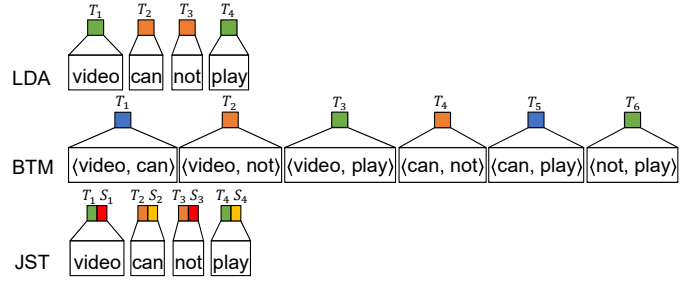 T₁ T₂ T₃ T₄
LDA video can not play
T₁ T₂ T₃ T₄ T₅ T₆
BTM ⟨video, can⟩ ⟨video, not⟩ ⟨video, play⟩ ⟨can, not⟩ ⟨can, play⟩ ⟨not, play⟩
T₁ S₁ T₂ S₂ T₃ S₃ T₄ S₄
JST video can not play